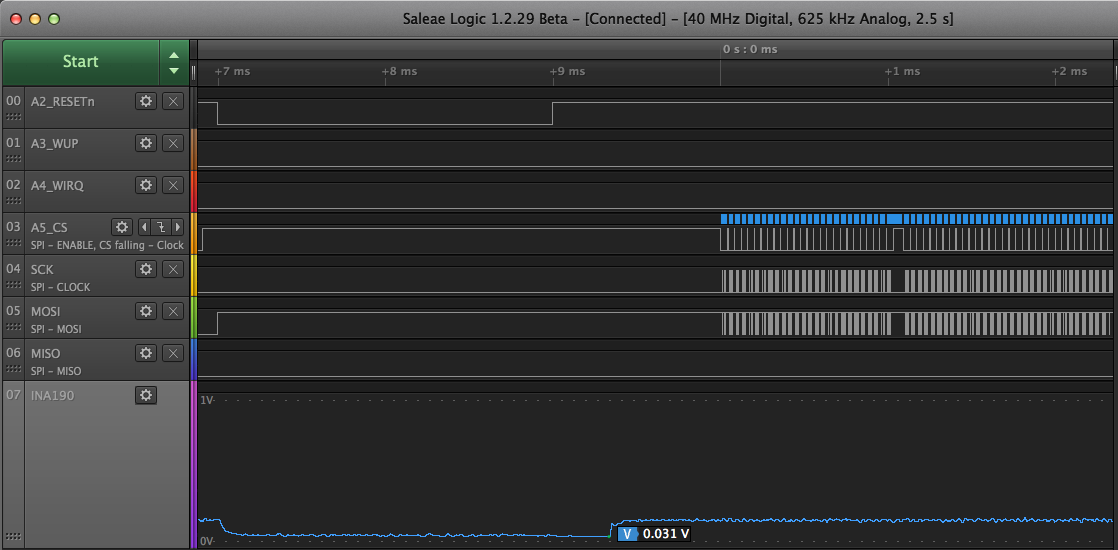 Saleae Logic 1.2.29 Beta – [Connected] – [40 MHz Digital, 625 kHz Analog, 2.5 s]
Start
0 s : 0 ms
+7 ms +8 ms +9 ms +1 ms +2 ms
00 A2_RESETn
01 A3_WUP
02 A4_WIRQ
03 A5_CS
SPI – ENABLE, CS falling – Clock
04 SCK
SPI – CLOCK
05 MOSI
SPI – MOSI
06 MISO
SPI – MISO
07 INA190
1V
V 0.031 V
0V